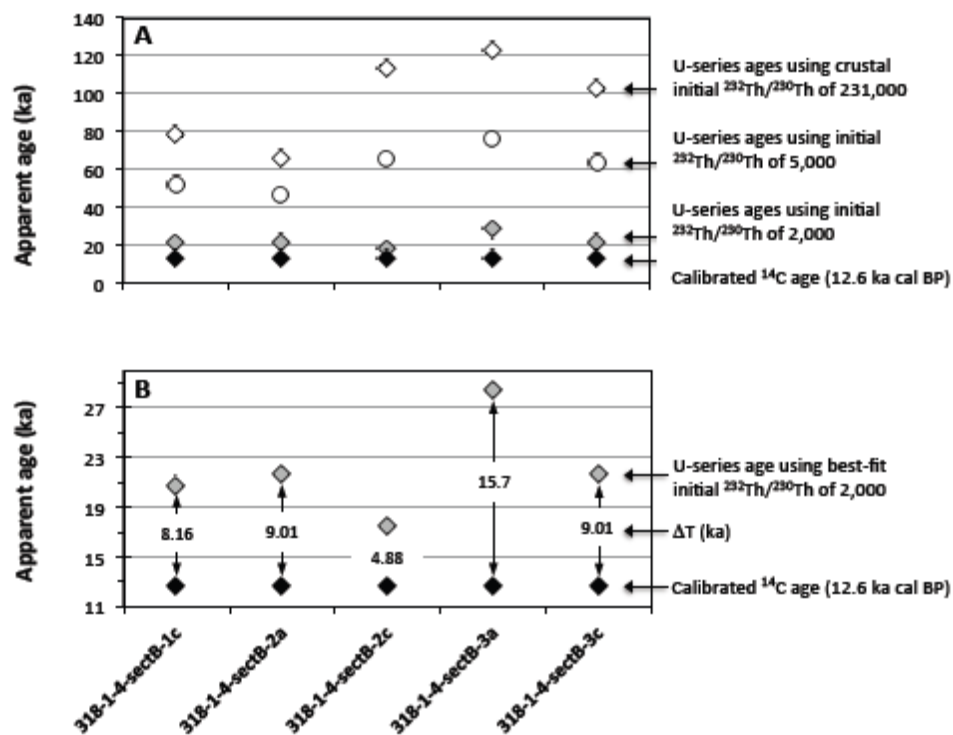 A
140
120
100
80
60
40
20
0
Apparent age (ka)
U-series ages using crustal
initial ²³²Th/²³⁰Th of 231,000
U-series ages using initial
²³²Th/²³⁰Th of 5,000
U-series ages using initial
²³²Th/²³⁰Th of 2,000
Calibrated ¹⁴C age (12.6 ka cal BP)
B
27
23
19
15
11
Apparent age (ka)
8.16
9.01
4.88
15.7
9.01
U-series age using best-fit
initial ²³²Th/²³⁰Th of 2,000
ΔT (ka)
Calibrated ¹⁴C age (12.6 ka cal BP)
318-1-4-sectB-1c
318-1-4-sectB-2a
318-1-4-sectB-2c
318-1-4-sectB-3a
318-1-4-sectB-3c